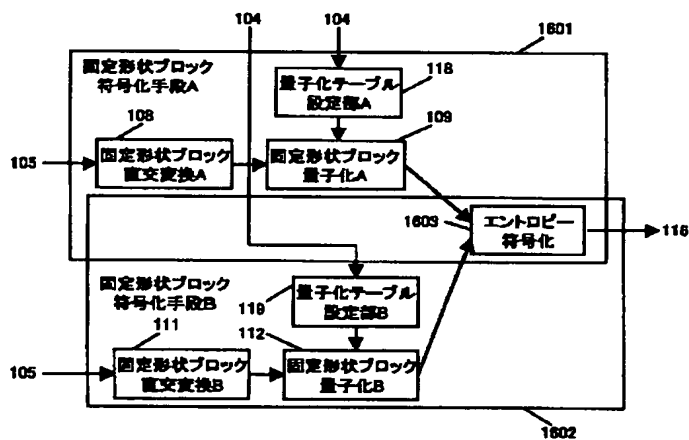 104
104
1601
固定形状ブロック
符号化手段A
量子化テーブル
設定部A
118
108
109
103
固定形状ブロック
直交変換A
固定形状ブロック
量子化A
1603
エントロピー
符号化
116
固定形状ブロック
符号化手段B
119
量子化テーブル
設定部B
111
112
105
固定形状ブロック
直交変換B
固定形状ブロック
量子化B
1602